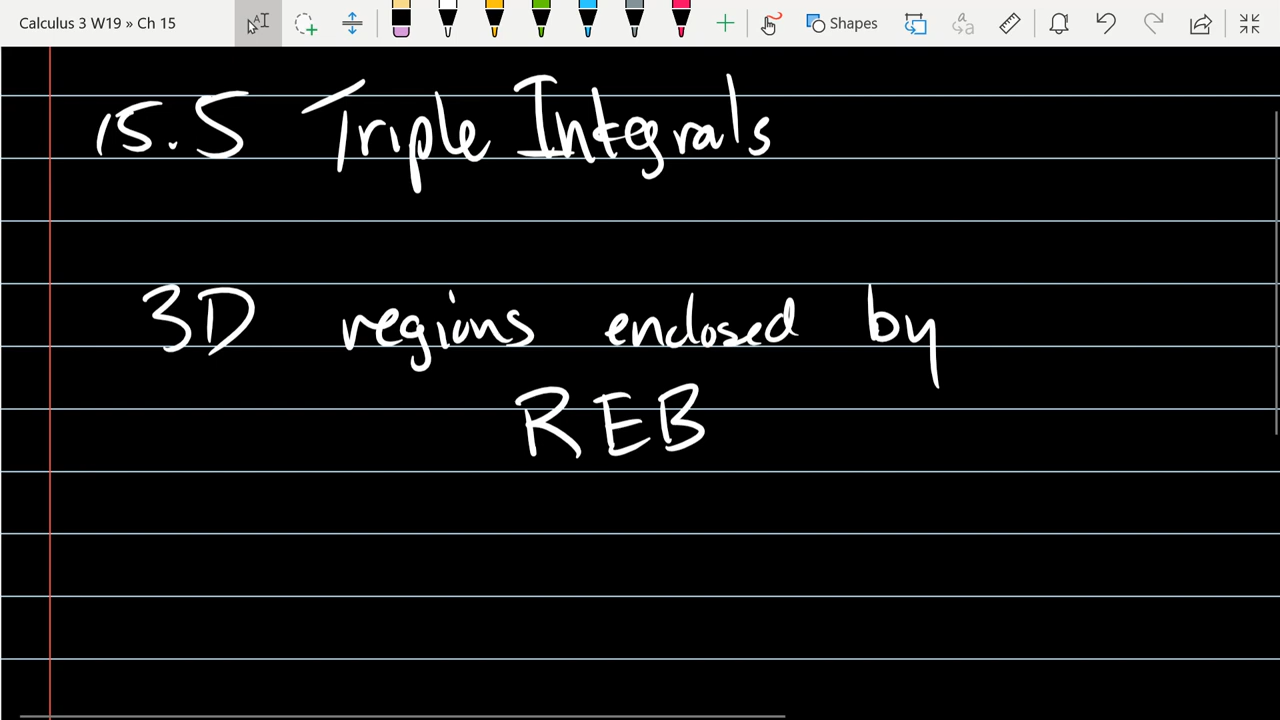 Calculus 3 W19 » Ch 15
Shapes
15.5 Triple Integrals
3D regions enclosed by
REB